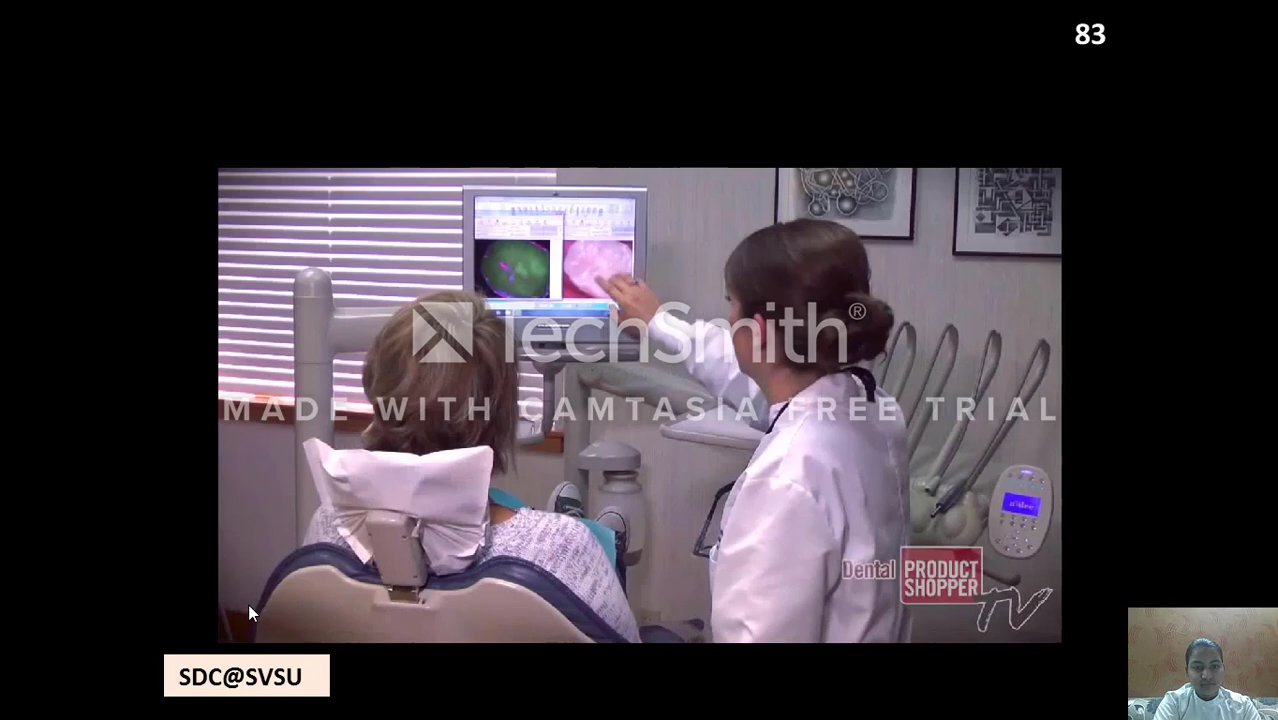 83
TechSmith®
MADE WITH CAMTASIA FREE TRIAL
Dental
PRODUCT
SHOPPER
TV
SDC@SVSU